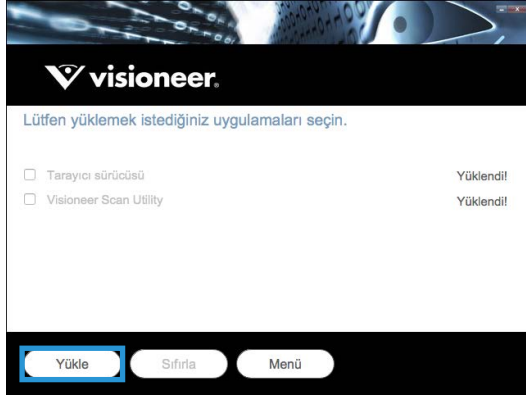 visioneer®
Lütfen yüklemek istediğiniz uygulamaları seçin.
Tarayıcı sürücüsü Yüklendi!
Visioneer Scan Utility Yüklendi!
Yükle Sıfırla Menü